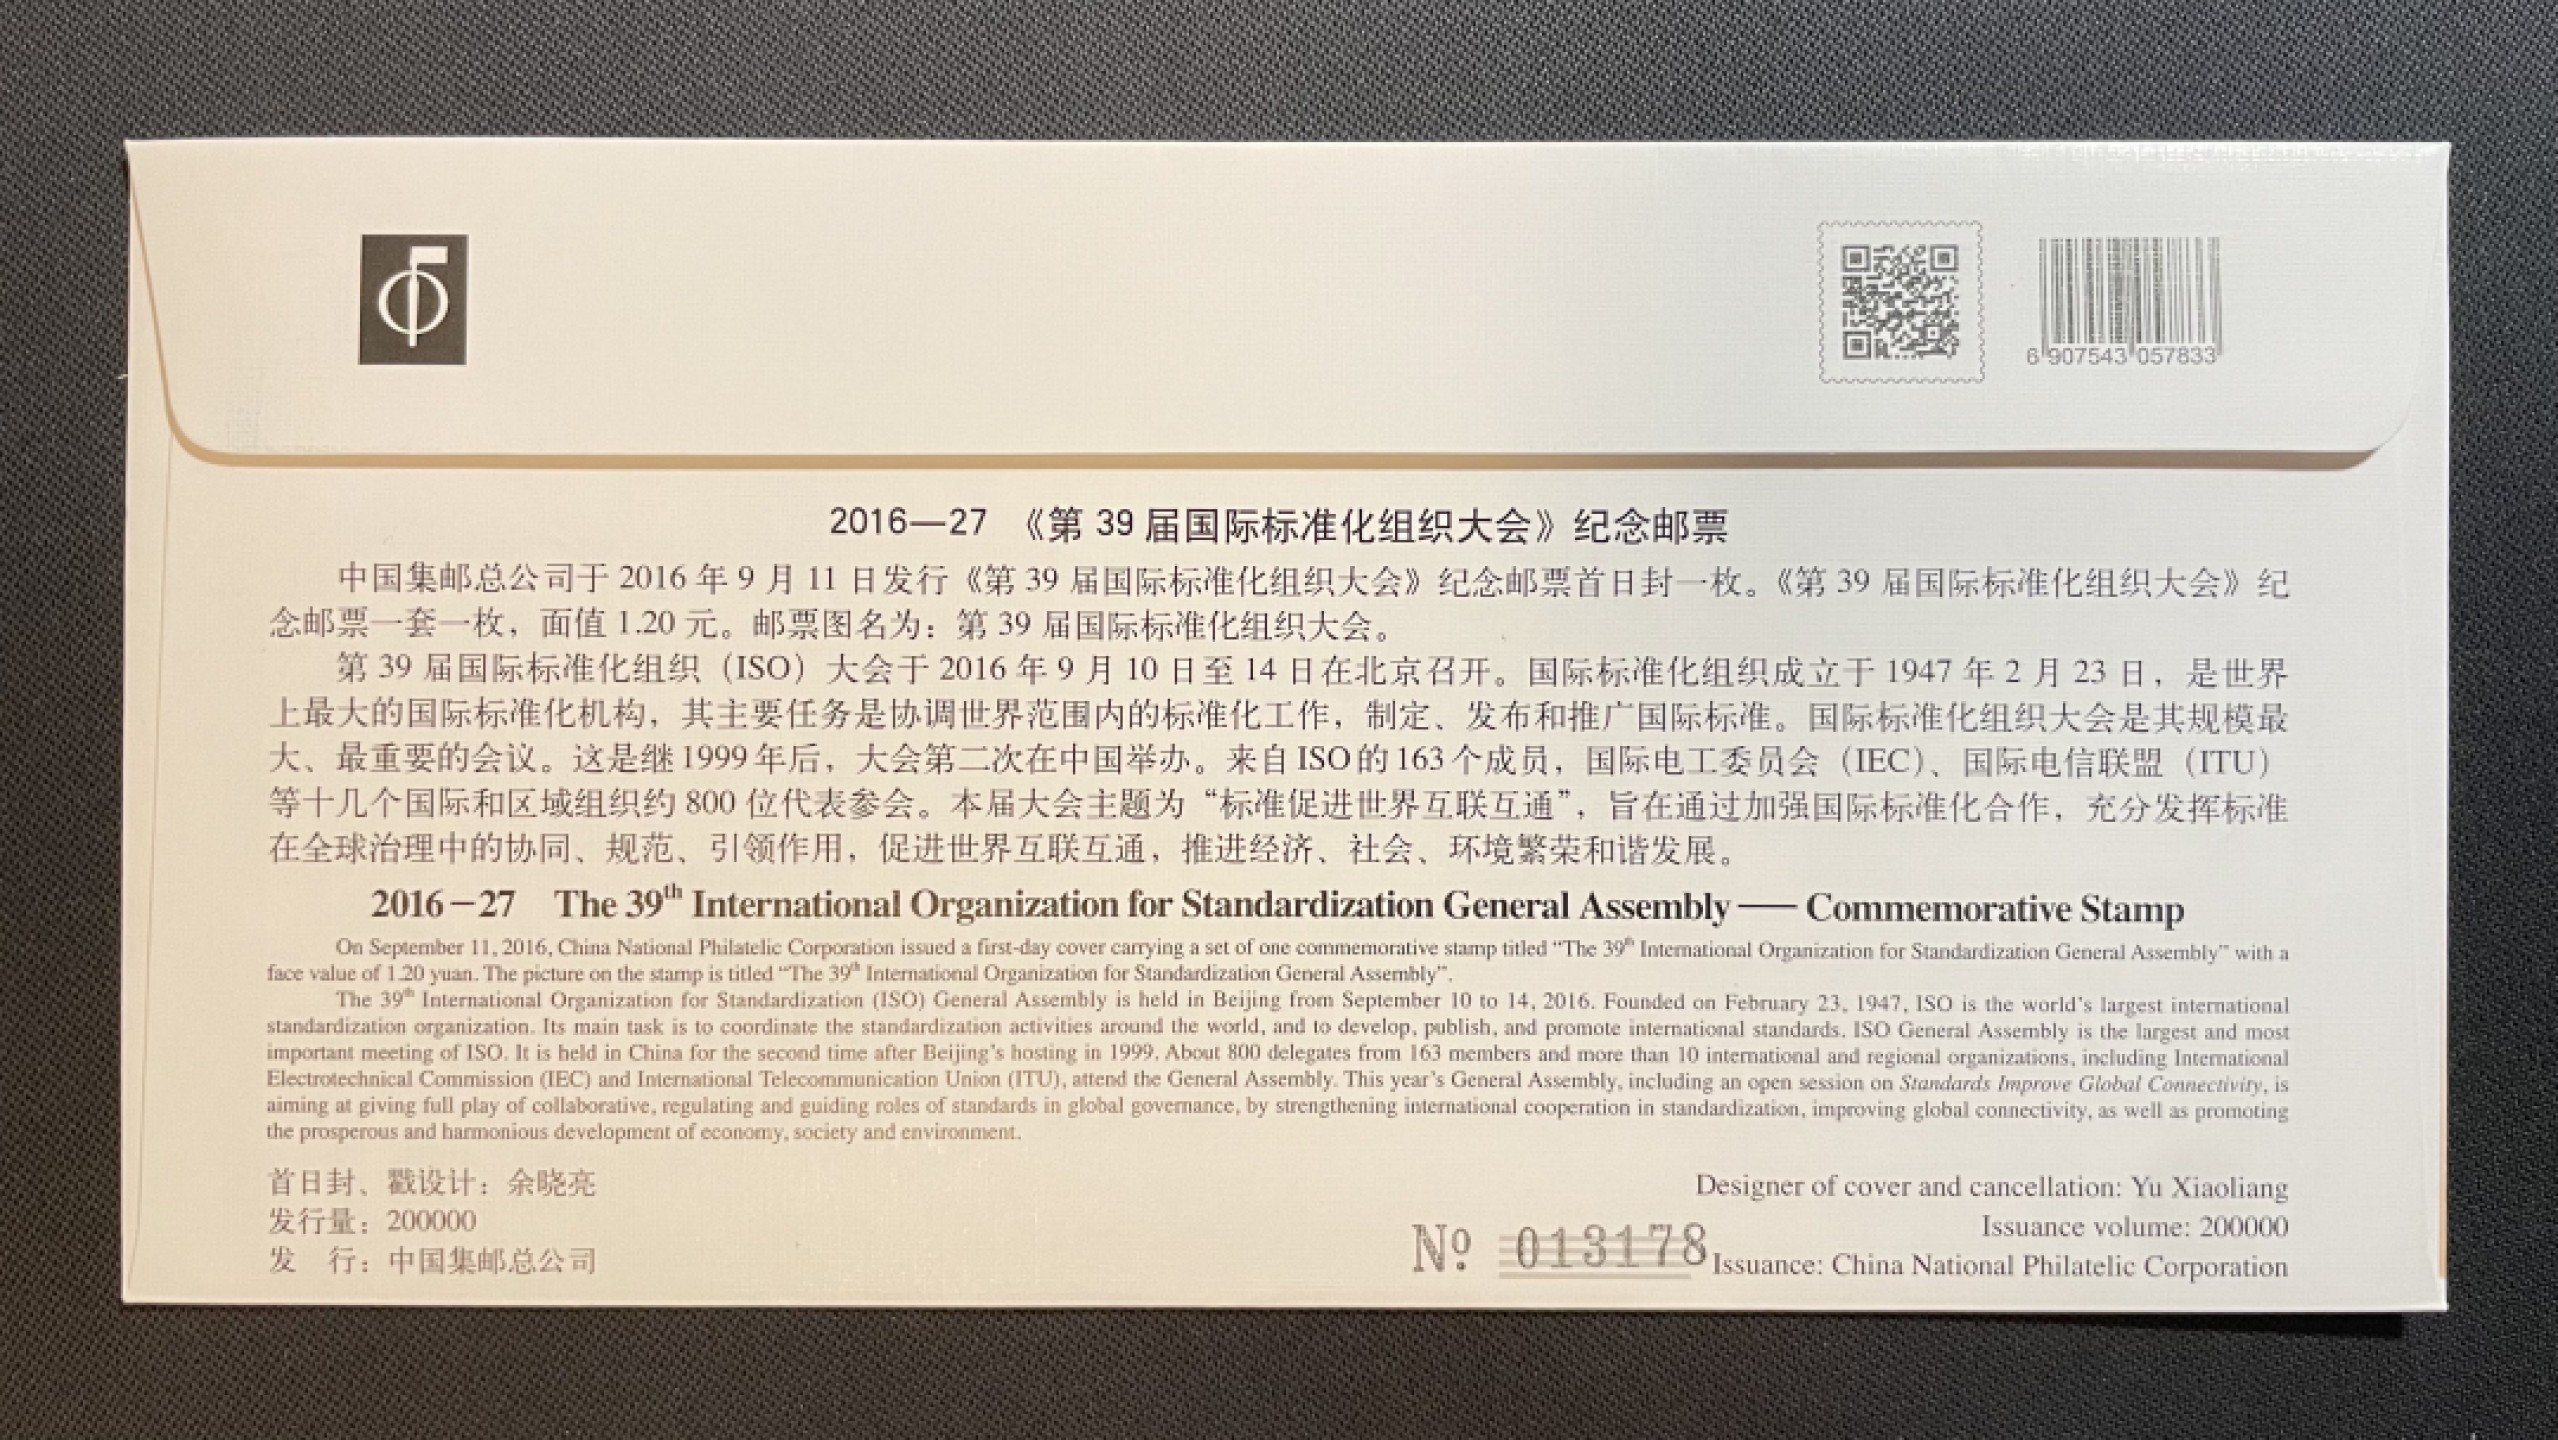 6 907543 057833
2016—27 《第 39 届国际标准化组织大会》纪念邮票
中国集邮总公司于 2016 年 9 月 11 日发行《第 39 届国际标准化组织大会》纪念邮票首日封一枚。《第 39 届国际标准化组织大会》纪
念邮票一套一枚，面值 1.20 元。邮票图名为：第 39 届国际标准化组织大会。
第 39 届国际标准化组织（ISO）大会于 2016 年 9 月 10 日至 14 日在北京召开。国际标准化组织成立于 1947 年 2 月 23 日，是世界
上最大的国际标准化机构，其主要任务是协调世界范围内的标准化工作，制定、发布和推广国际标准。国际标准化组织大会是其规模最
大、最重要的会议。这是继 1999 年后，大会第二次在中国举办。来自 ISO 的 163 个成员，国际电工委员会（IEC）、国际电信联盟（ITU）
等十几个国际和区域组织约 800 位代表参会。本届大会主题为“标准促进世界互联互通”，旨在通过加强国际标准化合作，充分发挥标准
在全球治理中的协同、规范、引领作用，促进世界互联互通，推进经济、社会、环境繁荣和谐发展。
2016－27 The 39th International Organization for Standardization General Assembly —— Commemorative Stamp
On September 11, 2016, China National Philatelic Corporation issued a first-day cover carrying a set of one commemorative stamp titled “The 39th International Organization for Standardization General Assembly” with a
face value of 1.20 yuan. The picture on the stamp is titled “The 39th International Organization for Standardization General Assembly”.
The 39th International Organization for Standardization (ISO) General Assembly is held in Beijing from September 10 to 14, 2016. Founded on February 23, 1947, ISO is the world’s largest international
standardization organization. Its main task is to coordinate the standardization activities around the world, and to develop, publish, and promote international standards. ISO General Assembly is the largest and most
important meeting of ISO. It is held in China for the second time after Beijing’s hosting in 1999. About 800 delegates from 163 members and more than 10 international and regional organizations, including International
Electrotechnical Commission (IEC) and International Telecommunication Union (ITU), attend the General Assembly. This year’s General Assembly, including an open session on Standards Improve Global Connectivity, is
aiming at giving full play of collaborative, regulating and guiding roles of standards in global governance, by strengthening international cooperation in standardization, improving global connectivity, as well as promoting
the prosperous and harmonious development of economy, society and environment.
首日封、戳设计：余晓亮
发行量：200000
发 行：中国集邮总公司
Nº 013178
Designer of cover and cancellation: Yu Xiaoliang
Issuance volume: 200000
Issuance: China National Philatelic Corporation